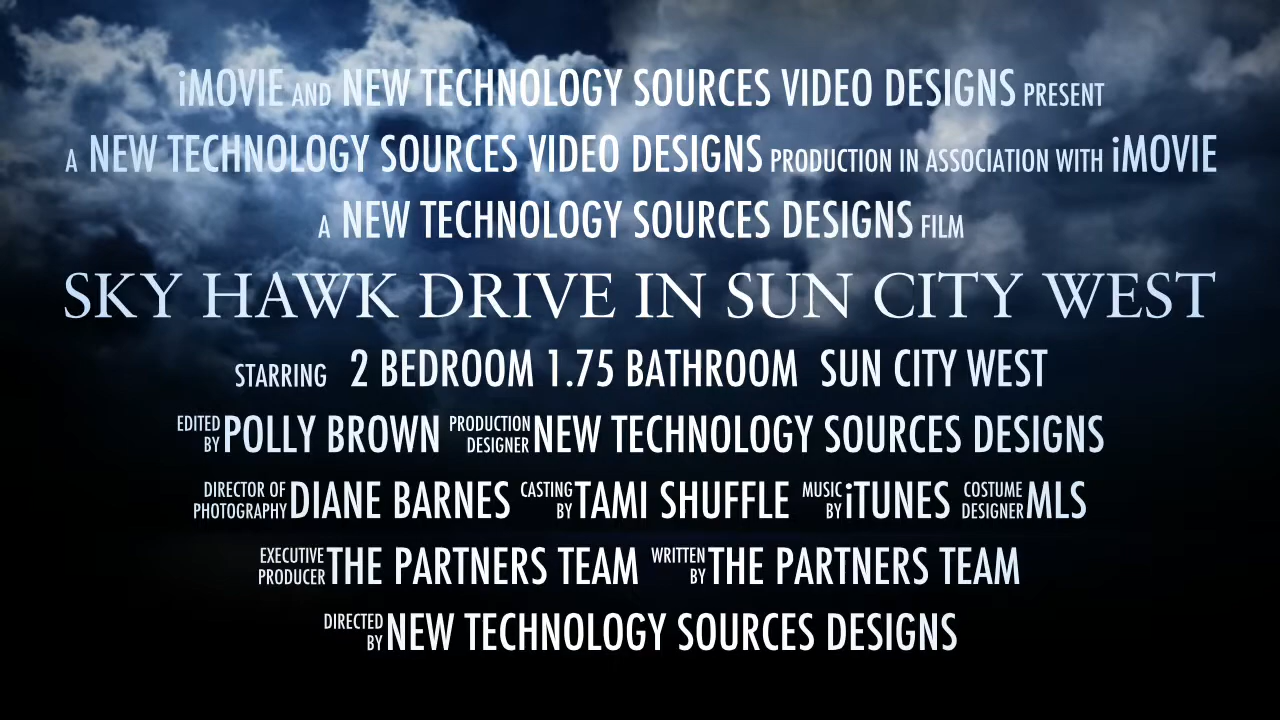 iMOVIE AND NEW TECHNOLOGY SOURCES VIDEO DESIGNS PRESENT
A NEW TECHNOLOGY SOURCES VIDEO DESIGNS PRODUCTION IN ASSOCIATION WITH iMOVIE
A NEW TECHNOLOGY SOURCES DESIGNS FILM
SKY HAWK DRIVE IN SUN CITY WEST
STARRING 2 BEDROOM 1.75 BATHROOM SUN CITY WEST
EDITED BY POLLY BROWN PRODUCTION DESIGNER NEW TECHNOLOGY SOURCES DESIGNS
DIRECTOR OF PHOTOGRAPHY DIANE BARNES CASTING BY TAMI SHUFFLE MUSIC BY iTUNES COSTUME DESIGNER MLS
EXECUTIVE PRODUCER THE PARTNERS TEAM WRITTEN BY THE PARTNERS TEAM
DIRECTED BY NEW TECHNOLOGY SOURCES DESIGNS